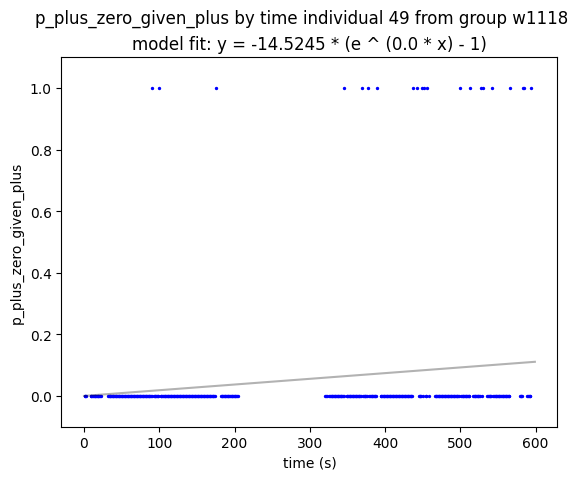 p_plus_zero_given_plus by time individual 49 from group w1118
model fit: y = -14.5245 * (e ^ (0.0 * x) - 1)
1.0
0.8
0.6
0.4
0.2
0.0
p_plus_zero_given_plus
0 100 200 300 400 500 600
time (s)